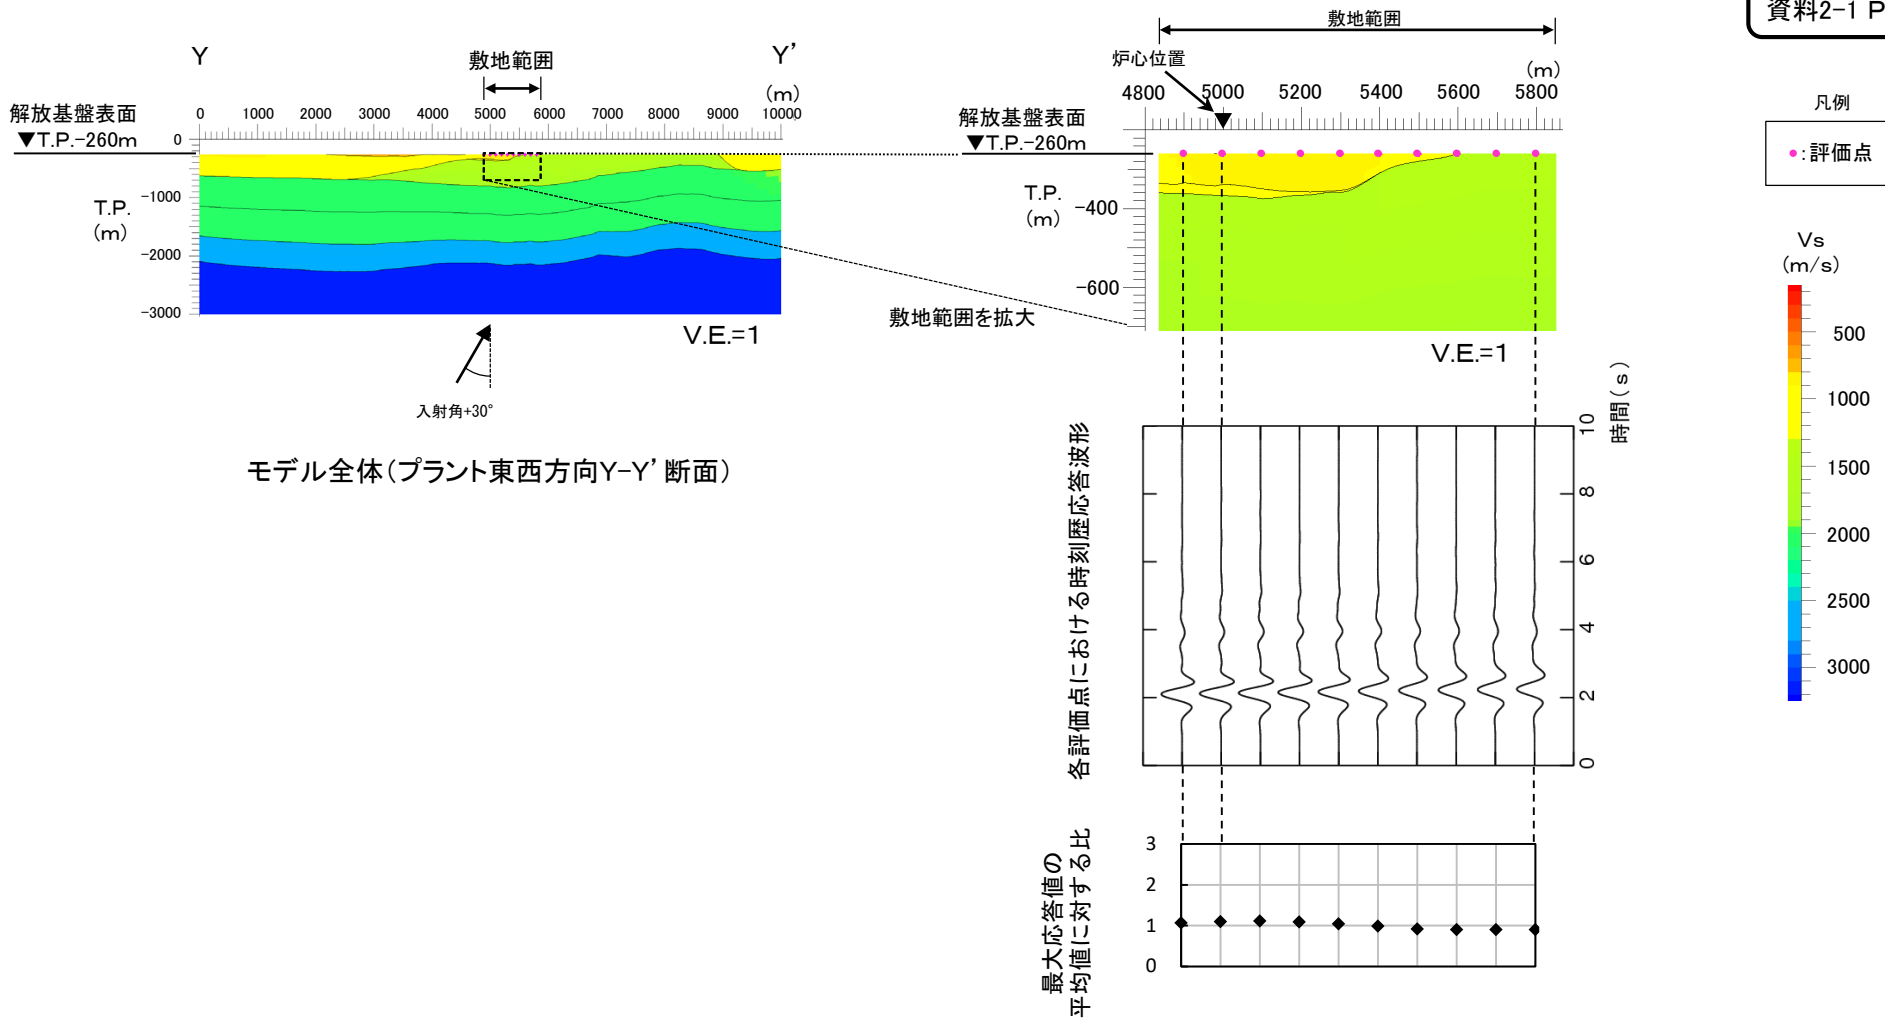 資料2-1 P
Y
Y’
敷地範囲
(m)
解放基盤表面
▼T.P.-260m
0 1000 2000 3000 4000 5000 6000 7000 8000 9000 10000
0
-1000
-2000
-3000
T.P.
(m)
V.E.=1
入射角+30°
モデル全体(プラント東西方向Y-Y’断面)
敷地範囲を拡大
敷地範囲
炉心位置
(m)
4800 5000 5200 5400 5600 5800
解放基盤表面
▼T.P.-260m
T.P.
(m)
-400
-600
V.E.=1
凡例
●:評価点
Vs
(m/s)
500
1000
1500
2000
2500
3000
各評価点における時刻歴応答波形
時間(s)
10
8
6
4
2
0
最大応答値の
平均値に対する比
3
2
1
0